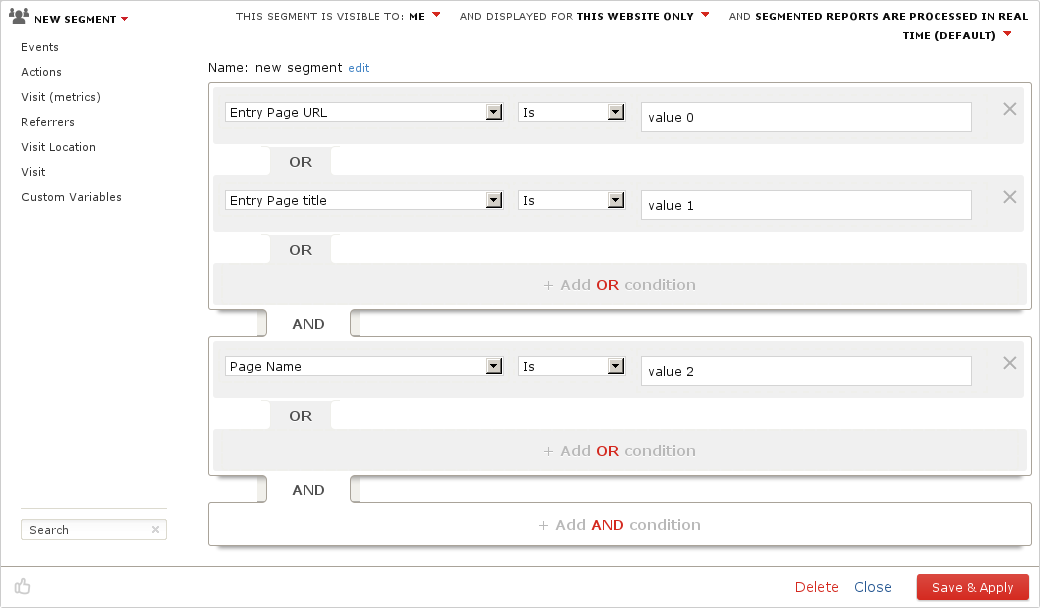 NEW SEGMENT
THIS SEGMENT IS VISIBLE TO: ME AND DISPLAYED FOR THIS WEBSITE ONLY AND SEGMENTED REPORTS ARE PROCESSED IN REAL
TIME (DEFAULT)
Events
Actions
Visit (metrics)
Referrers
Visit Location
Visit
Custom Variables
Search
Name: new segment edit
Entry Page URL Is value 0
OR
Entry Page title Is value 1
OR
+ Add OR condition
AND
Page Name Is value 2
OR
+ Add OR condition
AND
+ Add AND condition
Delete Close Save & Apply